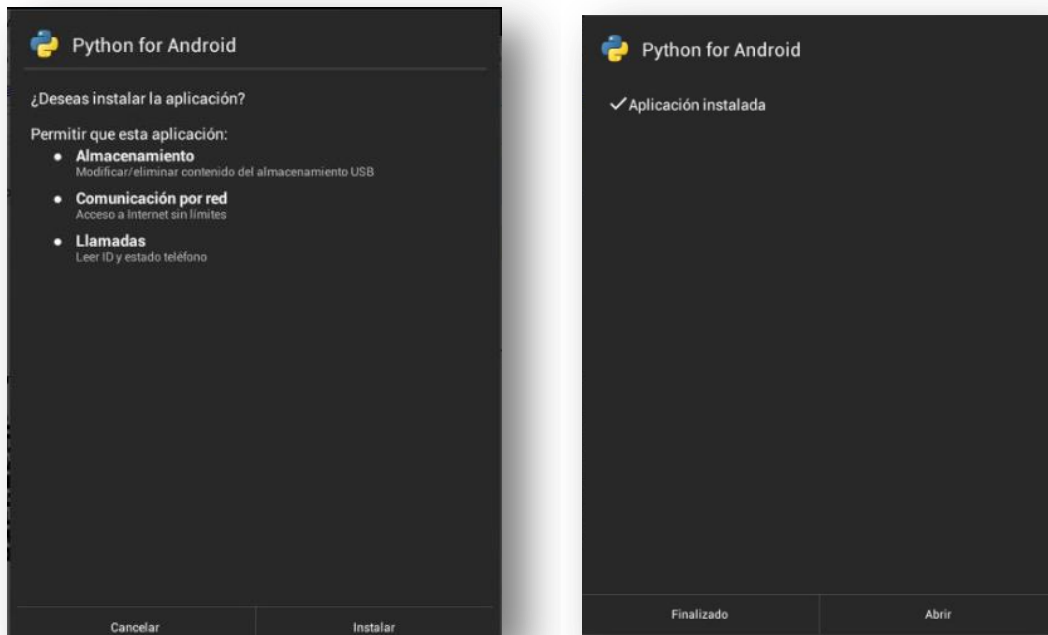 Python for Android
¿Deseas instalar la aplicación?
Permitir que esta aplicación:
Almacenamiento
Modificar/eliminar contenido del almacenamiento USB
Comunicación por red
Acceso a Internet sin límites
Llamadas
Leer ID y estado teléfono
Cancelar
Instalar
Python for Android
Aplicación instalada
Finalizado
Abrir